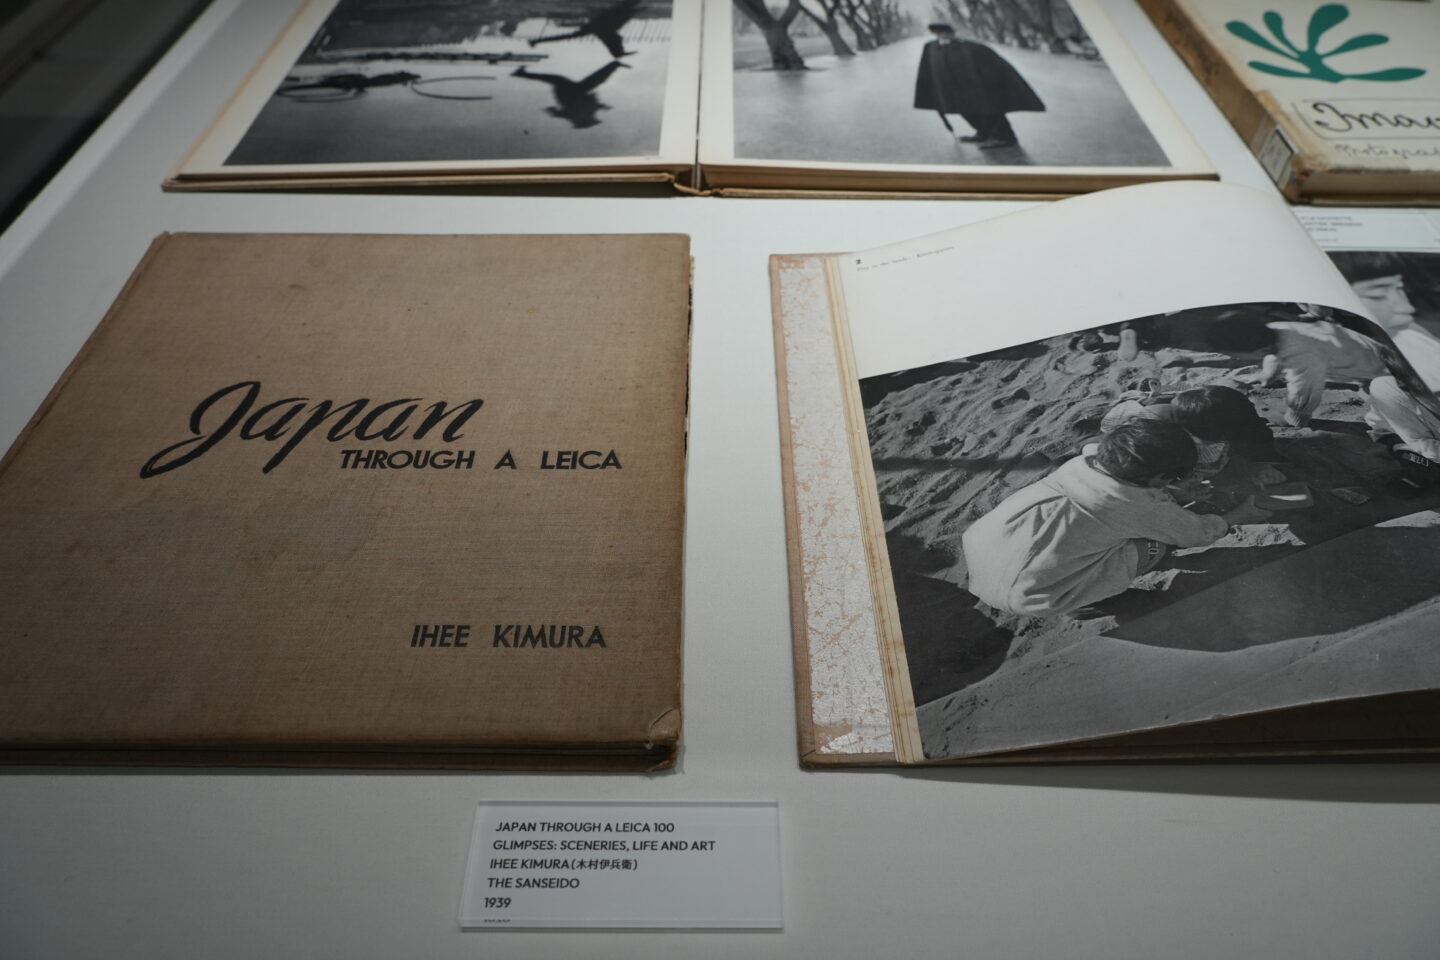 Japan
THROUGH A LEICA
IHEE KIMURA
2
JAPAN THROUGH A LEICA 100
GLIMPSES: SCENERIES, LIFE AND ART
IHEE KIMURA (木村伊兵衛)
THE SANSEIDO
1939